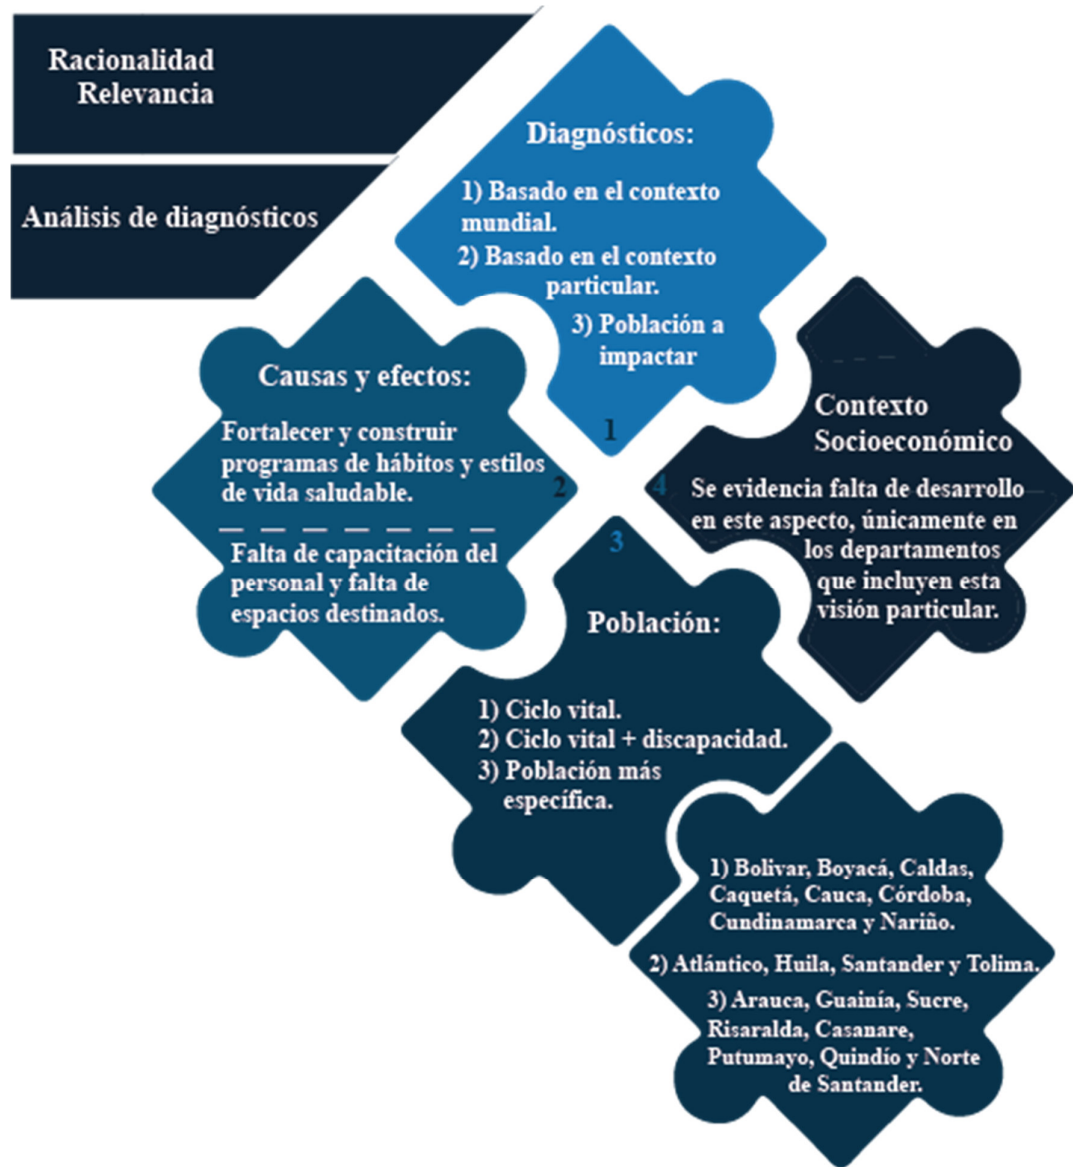 Racionalidad
Relevancia
Análisis de diagnósticos
Diagnósticos:
1) Basado en el contexto
mundial.
2) Basado en el contexto
particular.
3) Población a
impactar
1
Causas y efectos:
Fortalecer y construir
programas de hábitos y estilos
de vida saludable.
Falta de capacitación del
personal y falta de
espacios destinados.
2
3
Población:
1) Ciclo vital.
2) Ciclo vital + discapacidad.
3) Población más
específica.
4
Contexto
Socioeconómico
Se evidencia falta de desarrollo
en este aspecto, únicamente en
los departamentos
que incluyen esta
visión particular.
1) Bolivar, Boyacá, Caldas,
Caquetá, Cauca, Córdoba,
Cundinamarca y Nariño.
2) Atlántico, Huila, Santander y Tolima.
3) Arauca, Guainía, Sucre,
Risaralda, Casanare,
Putumayo, Quindío y Norte
de Santander.